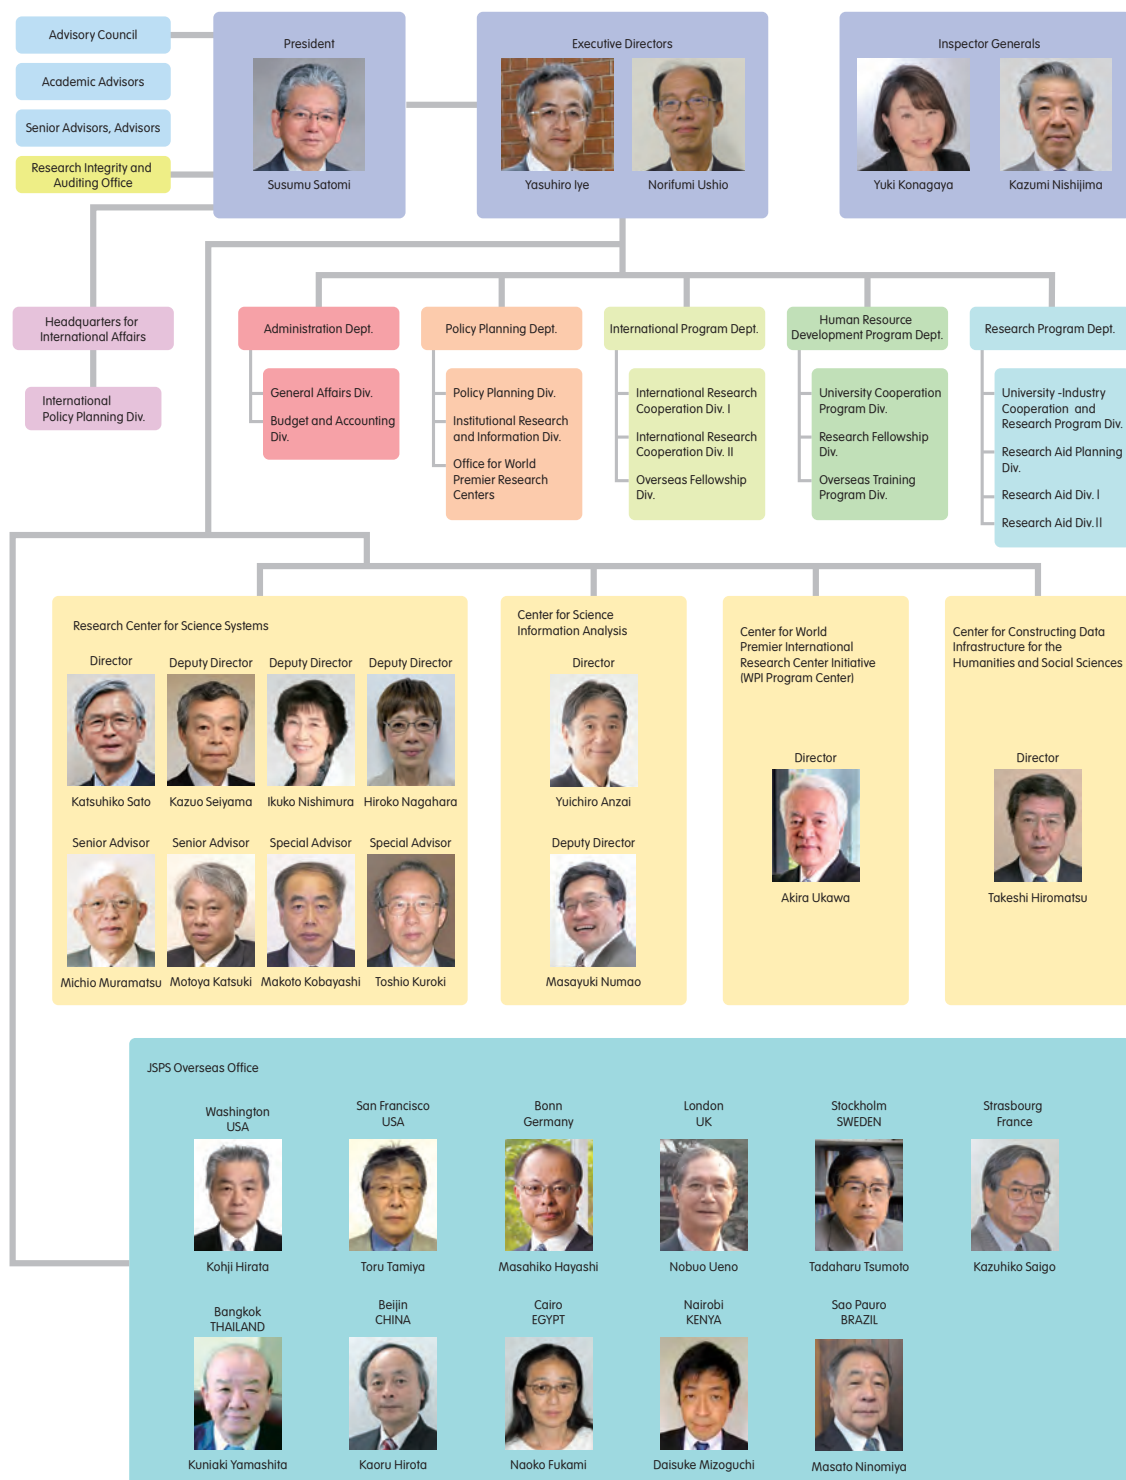 Advisory Council
Academic Advisors
Senior Advisors, Advisors
Research Integrity and
Auditing Office
President
Susumu Satomi
Executive Directors
Yasuhiro Iye
Norifumi Ushio
Inspector Generals
Yuki Konagaya
Kazumi Nishijima
Headquarters for
International Affairs
International
Policy Planning Div.
Administration Dept.
General Affairs Div.
Budget and Accounting
Div.
Policy Planning Dept.
Policy Planning Div.
Institutional Research
and Information Div.
Office for World
Premier Research
Centers
International Program Dept.
International Research
Cooperation Div. I
International Research
Cooperation Div. II
Overseas Fellowship
Div.
Human Resource
Development Program Dept.
University Cooperation
Program Div.
Research Fellowship
Div.
Overseas Training
Program Div.
Research Program Dept.
University -Industry
Cooperation and
Research Program Div.
Research Aid Planning
Div.
Research Aid Div. I
Research Aid Div. II
Research Center for Science Systems
Director
Katsuhiko Sato
Deputy Director
Kazuo Seiyama
Deputy Director
Ikuko Nishimura
Deputy Director
Hiroko Nagahara
Senior Advisor
Michio Muramatsu
Senior Advisor
Motoya Katsuki
Special Advisor
Makoto Kobayashi
Special Advisor
Toshio Kuroki
Center for Science
Information Analysis
Director
Yuichiro Anzai
Deputy Director
Masayuki Numao
Center for World
Premier International
Research Center Initiative
(WPI Program Center)
Director
Akira Ukawa
Center for Constructing Data
Infrastructure for the
Humanities and Social Sciences
Director
Takeshi Hiromatsu
JSPS Overseas Office
Washington
USA
Kohji Hirata
San Francisco
USA
Toru Tamiya
Bonn
Germany
Masahiko Hayashi
London
UK
Nobuo Ueno
Stockholm
SWEDEN
Tadaharu Tsumoto
Strasbourg
France
Kazuhiko Saigo
Bangkok
THAILAND
Kuniaki Yamashita
Beijin
CHINA
Kaoru Hirota
Cairo
EGYPT
Naoko Fukami
Nairobi
KENYA
Daisuke Mizoguchi
Sao Pauro
BRAZIL
Masato Ninomiya